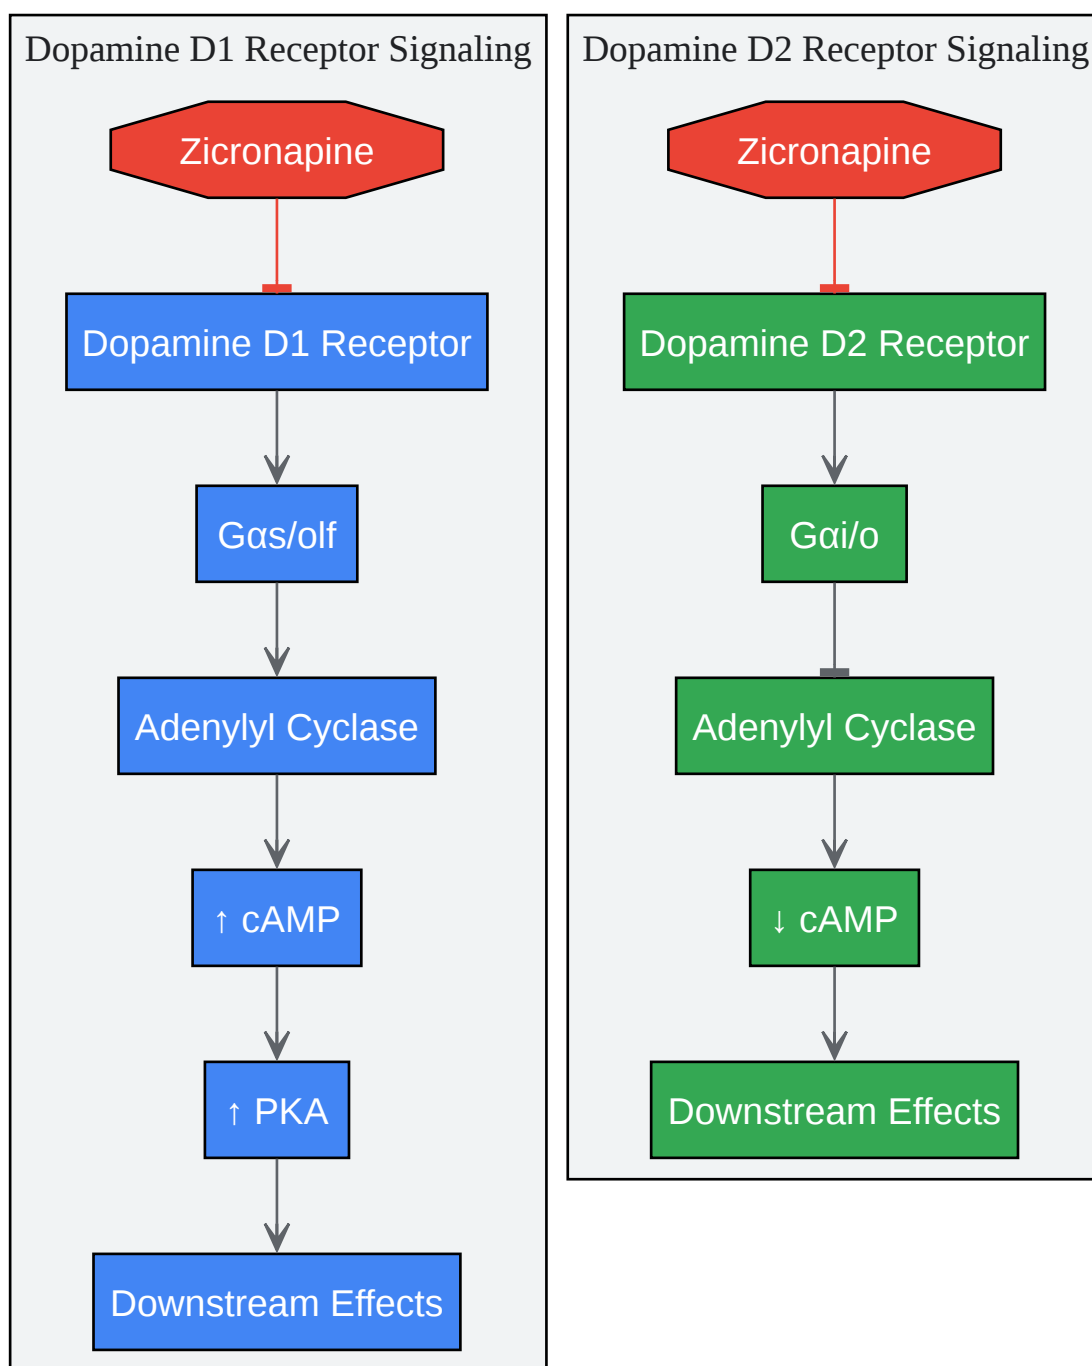 Dopamine D1 Receptor Signaling
Zicronapine
Dopamine D1 Receptor
Gαs/olf
Adenylyl Cyclase
↑ cAMP
↑ PKA
Downstream Effects
Dopamine D2 Receptor Signaling
Zicronapine
Dopamine D2 Receptor
Gαi/o
Adenylyl Cyclase
↓ cAMP
Downstream Effects